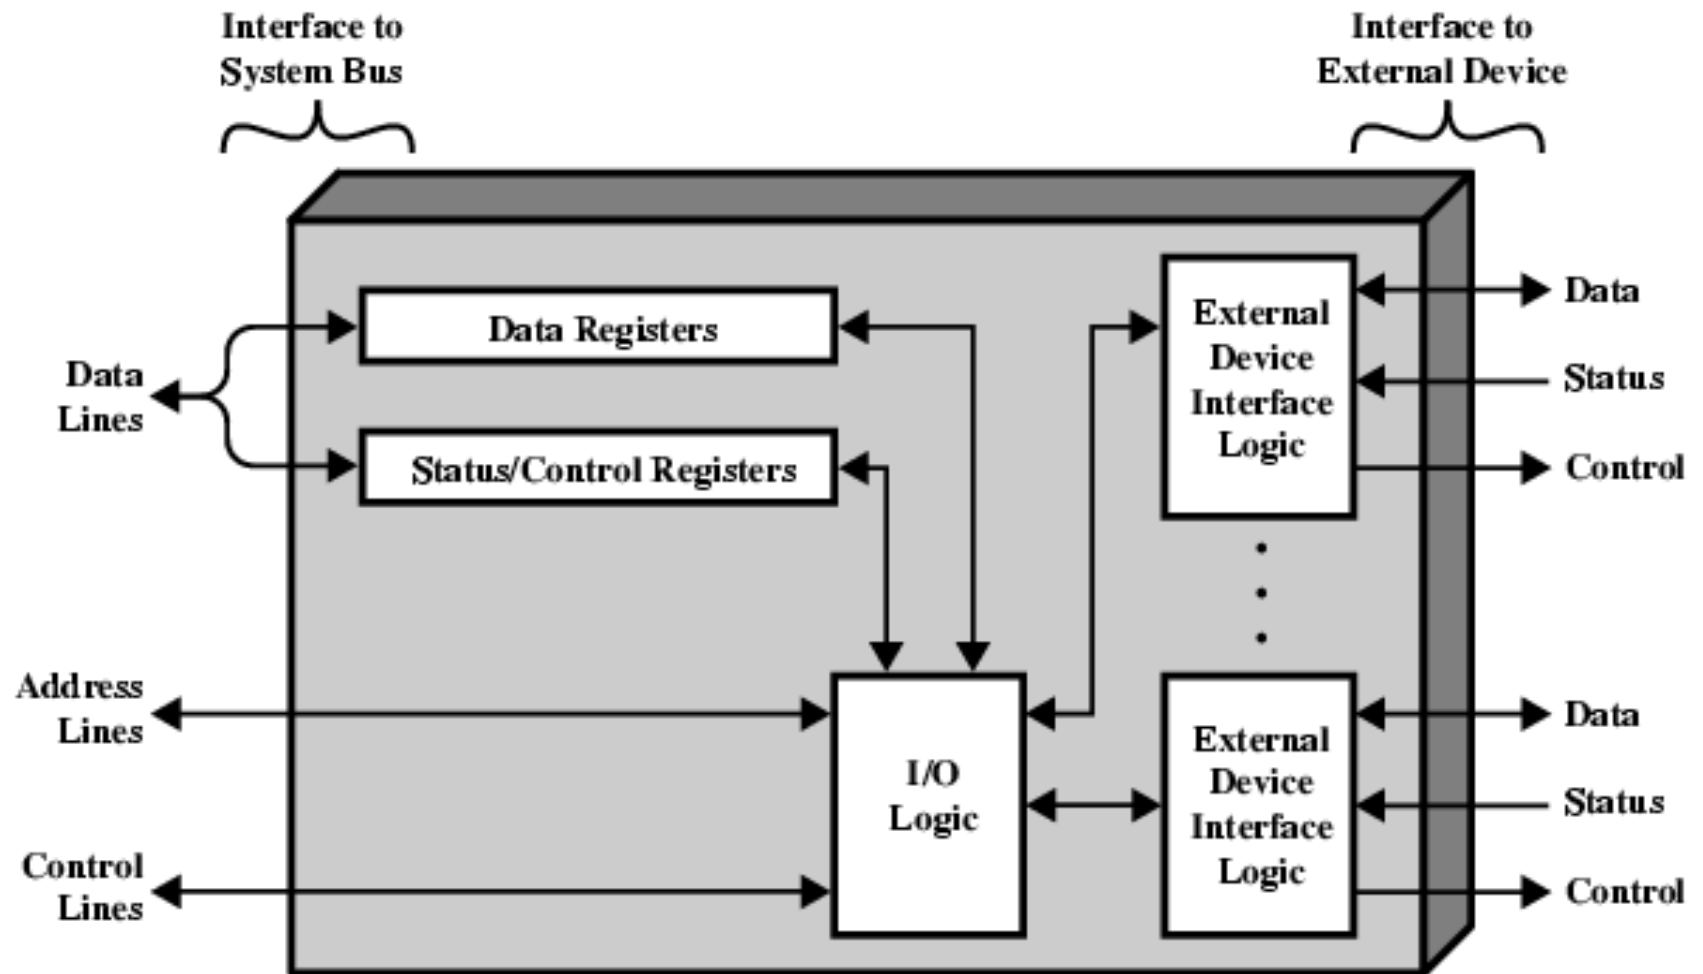 Interface to
System Bus
Interface to
External Device
Data Registers
Status/Control Registers
Data
Lines
Address
Lines
Control
Lines
I/O
Logic
External
Device
Interface
Logic
Data
Status
Control
External
Device
Interface
Logic
Data
Status
Control